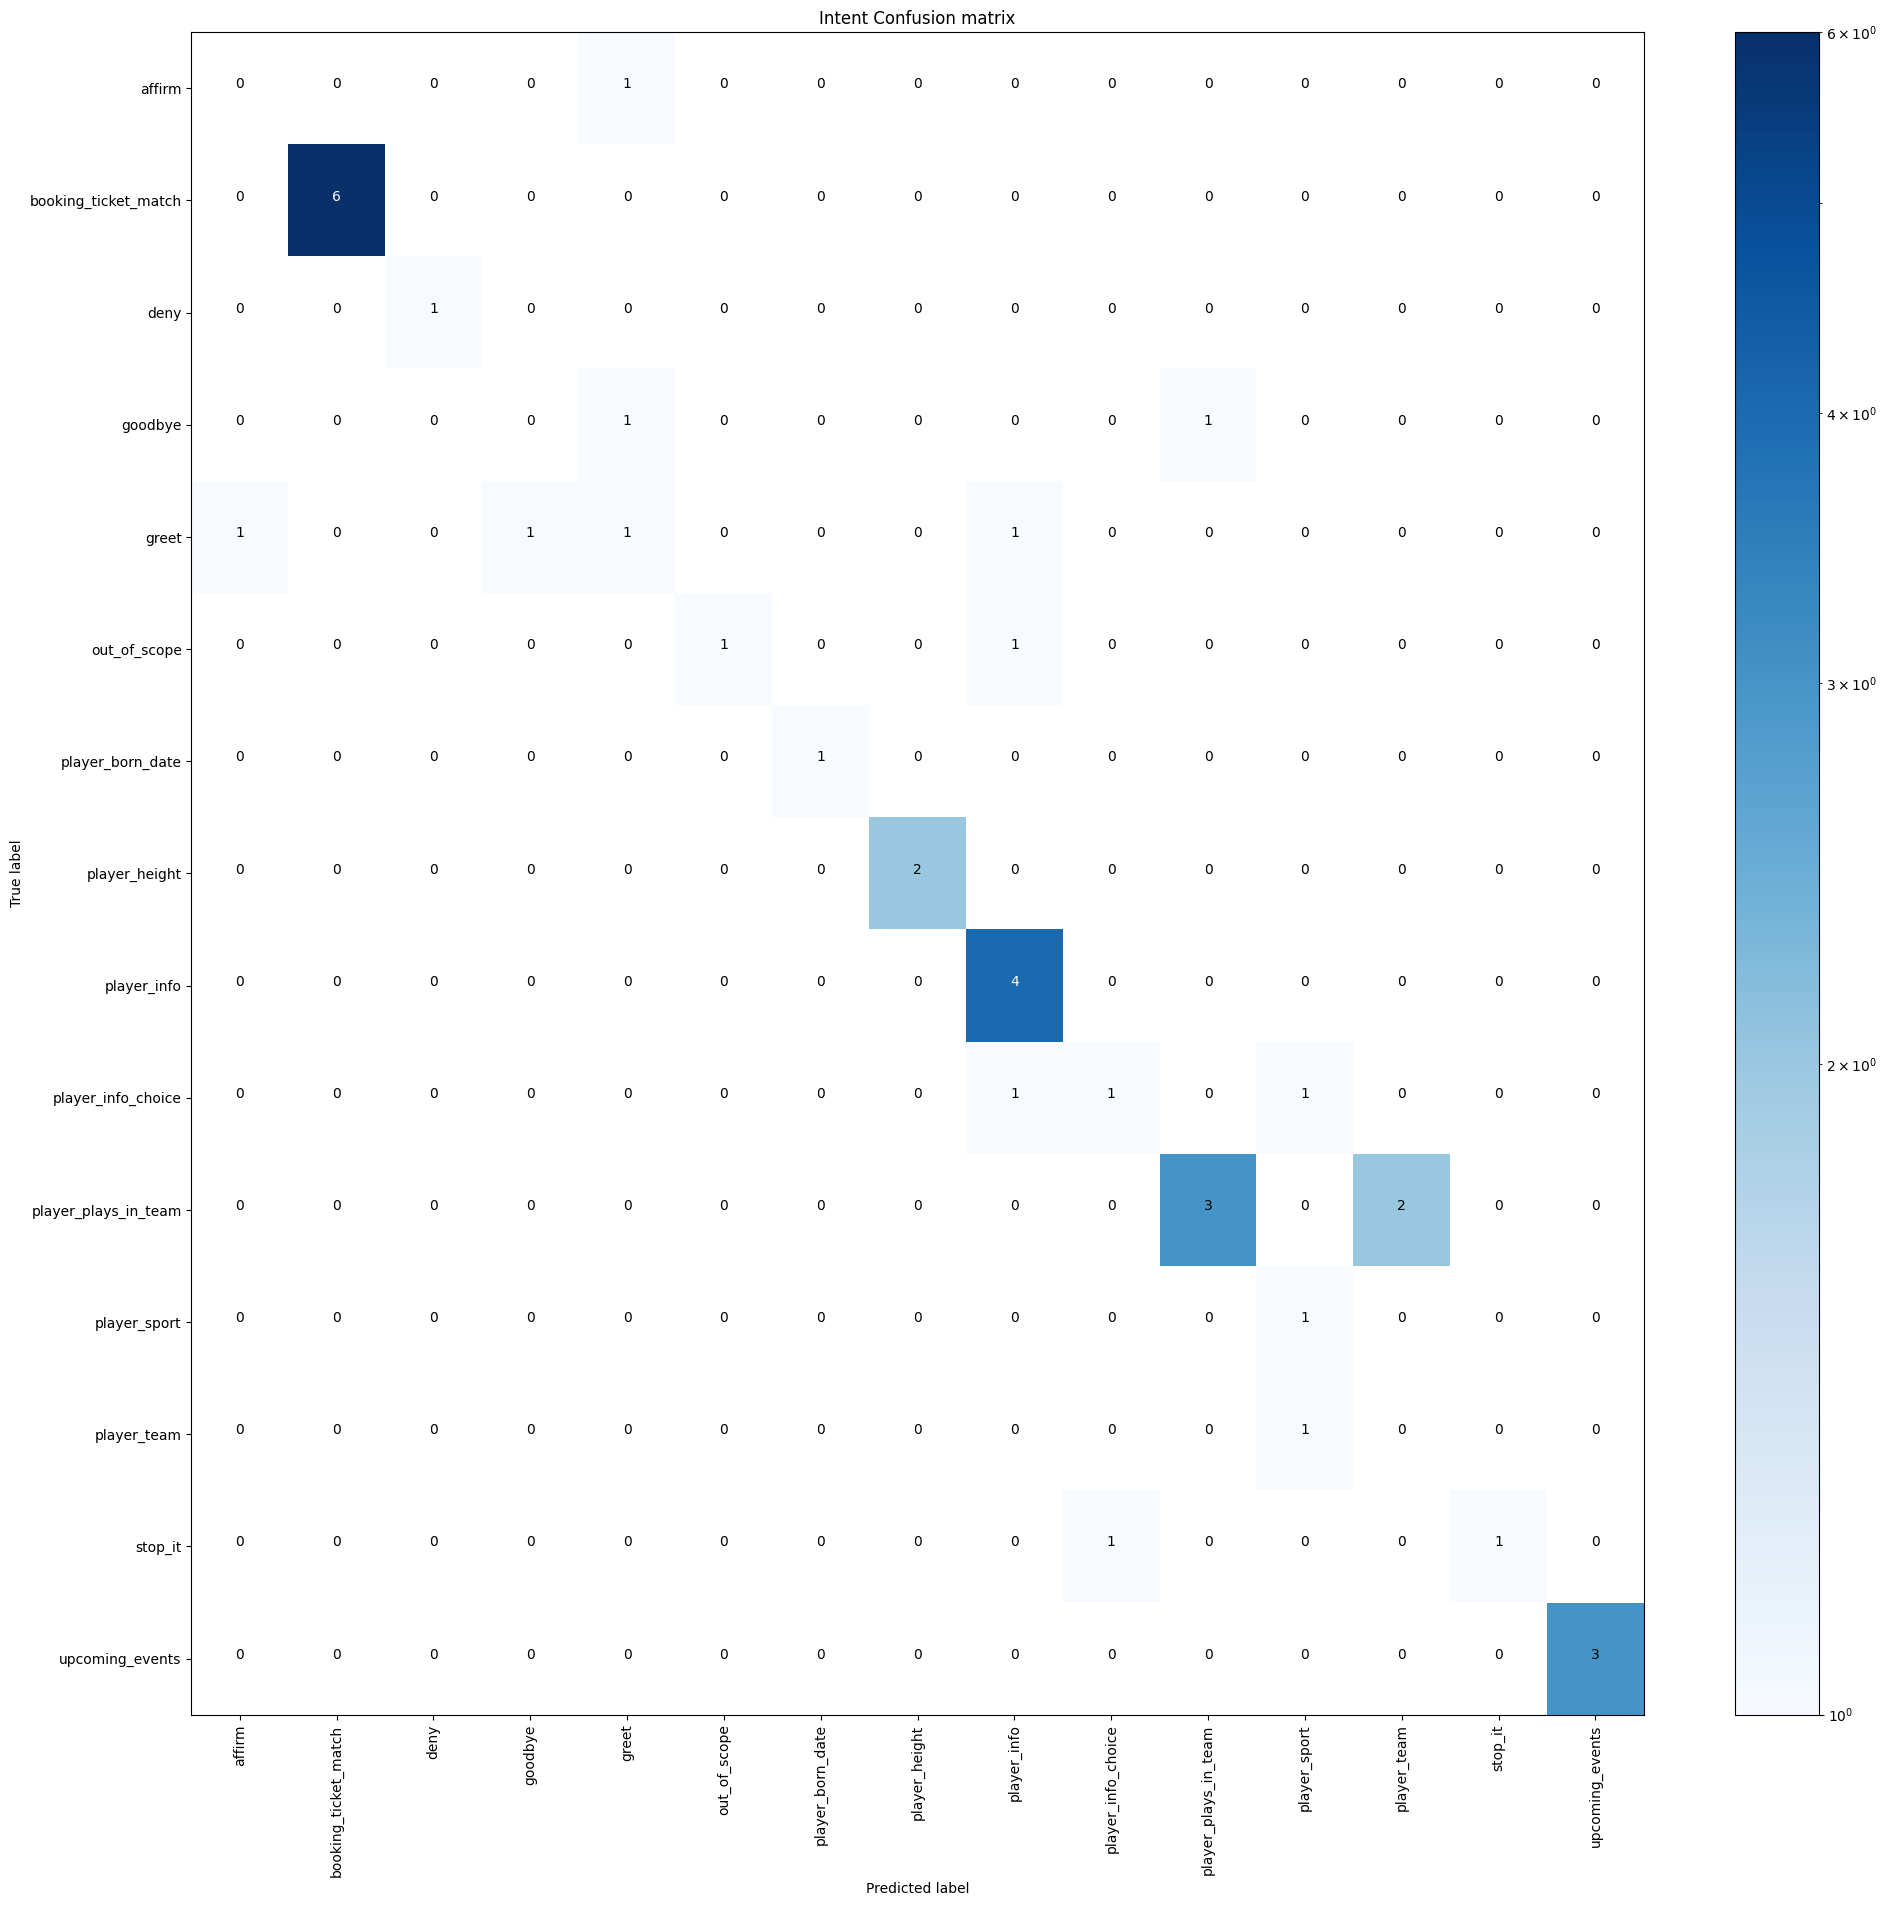 Intent Confusion matrix
affirm 0 0 0 0 1 0 0 0 0 0 0 0 0 0 0
booking_ticket_match 0 6 0 0 0 0 0 0 0 0 0 0 0 0 0
deny 0 0 1 0 0 0 0 0 0 0 0 0 0 0 0
goodbye 0 0 0 0 1 0 0 0 0 0 1 0 0 0 0
greet 1 0 0 1 1 0 0 0 1 0 0 0 0 0 0
out_of_scope 0 0 0 0 0 1 0 0 1 0 0 0 0 0 0
player_born_date 0 0 0 0 0 0 1 0 0 0 0 0 0 0 0
player_height 0 0 0 0 0 0 0 2 0 0 0 0 0 0 0
player_info 0 0 0 0 0 0 0 0 4 0 0 0 0 0 0
player_info_choice 0 0 0 0 0 0 0 0 1 1 0 1 0 0 0
player_plays_in_team 0 0 0 0 0 0 0 0 0 0 3 0 2 0 0
player_sport 0 0 0 0 0 0 0 0 0 0 0 1 0 0 0
player_team 0 0 0 0 0 0 0 0 0 0 0 1 0 0 0
stop_it 0 0 0 0 0 0 0 0 0 1 0 0 0 1 0
upcoming_events 0 0 0 0 0 0 0 0 0 0 0 0 0 0 3
True label
affirm
booking_ticket_match
deny
goodbye
greet
out_of_scope
player_born_date
player_height
player_info
player_info_choice
player_plays_in_team
player_sport
player_team
stop_it
upcoming_events
Predicted label
6 × 10⁰
4 × 10⁰
3 × 10⁰
2 × 10⁰
10⁰